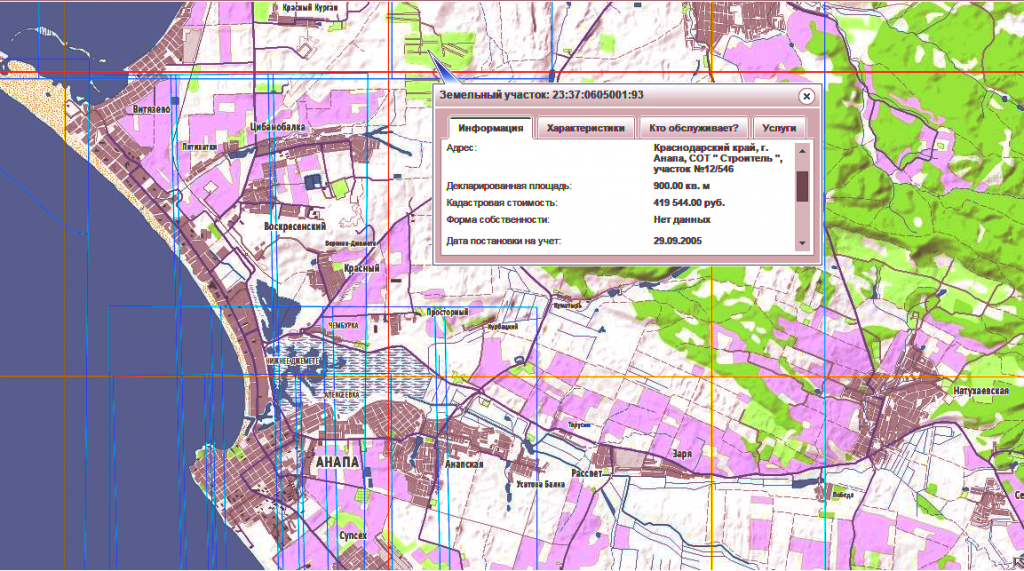 Красный Курган
Земельный участок: 23:37:0605001:93
Информация
Характеристики
Кто обслуживает?
Услуги
Адрес:
Краснодарский край, г.
Анапа, СОТ " Строитель ",
участок №12/546
Декларированная площадь:
900.00 кв. м
Кадастровая стоимость:
419 544.00 руб.
Форма собственности:
Нет данных
Дата постановки на учет:
29.09.2005
Витязево
Цибанобалка
Пятихатки
Воскресенский
Красный
Просторный
Куматырь
Курбацкий
ЧЕМБУРКА
НИЖНЕЕ ДЖЕМЕТЕ
АЛЕКСЕЕВКА
Натухаевская
Тарусин
АНАПА
Анапская
Заря
Рассвет
Усатова Балка
Победа
Супсех